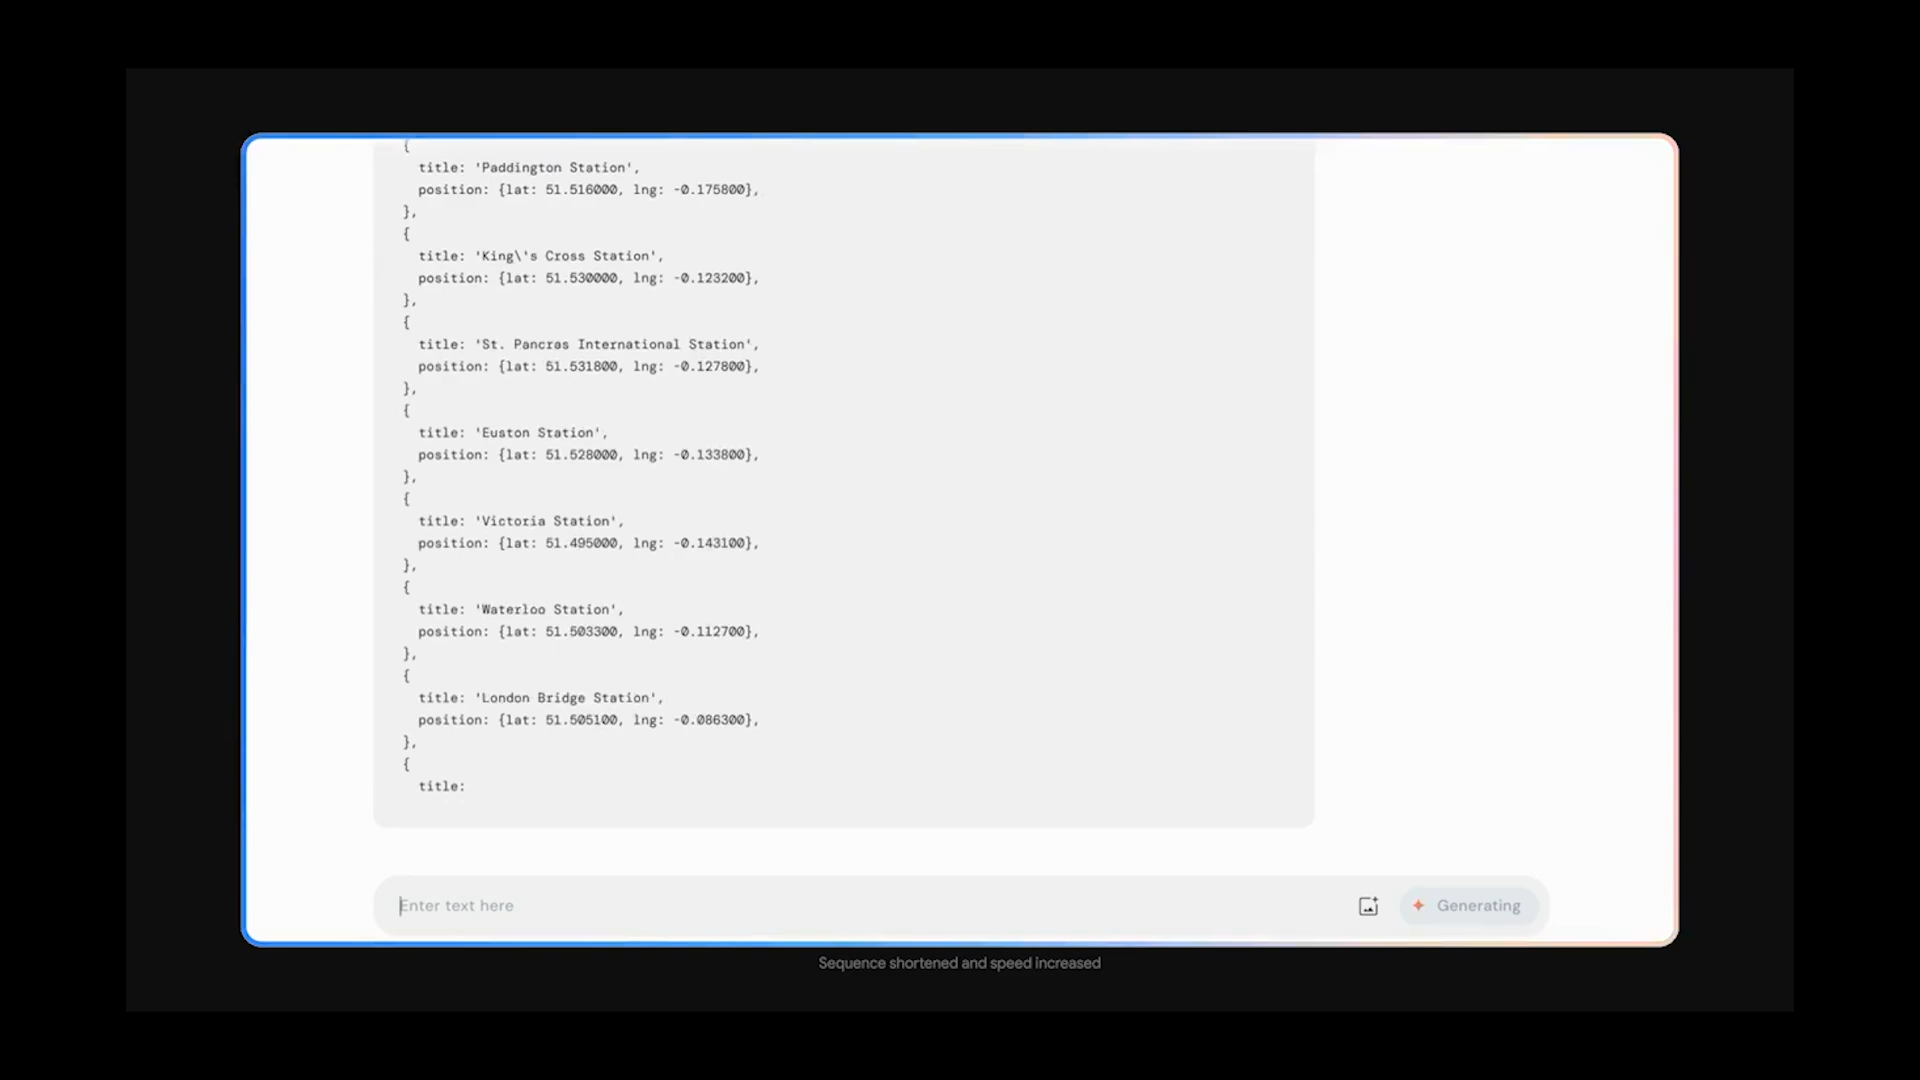 {
title: 'Paddington Station',
position: {lat: 51.516000, lng: -0.175800},
},
{
title: 'King\'s Cross Station',
position: {lat: 51.530000, lng: -0.123200},
},
{
title: 'St. Pancras International Station',
position: {lat: 51.531800, lng: -0.127800},
},
{
title: 'Euston Station',
position: {lat: 51.528000, lng: -0.133800},
},
{
title: 'Victoria Station',
position: {lat: 51.495000, lng: -0.143100},
},
{
title: 'Waterloo Station',
position: {lat: 51.503300, lng: -0.112700},
},
{
title: 'London Bridge Station',
position: {lat: 51.505100, lng: -0.086300},
},
{
title:
Enter text here
Generating
Sequence shortened and speed increased